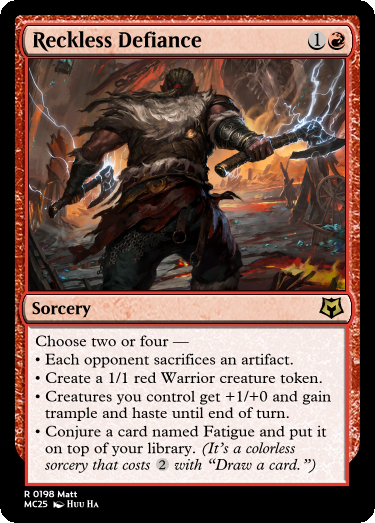 Reckless Defiance 1
Sorcery
Choose two or four —
• Each opponent sacrifices an artifact.
• Create a 1/1 red Warrior creature token.
• Creatures you control get +1/+0 and gain
trample and haste until end of turn.
• Conjure a card named Fatigue and put it
on top of your library. (It's a colorless
sorcery that costs 2 with “Draw a card.”)
R 0198 Matt
MC25 Huu Ha